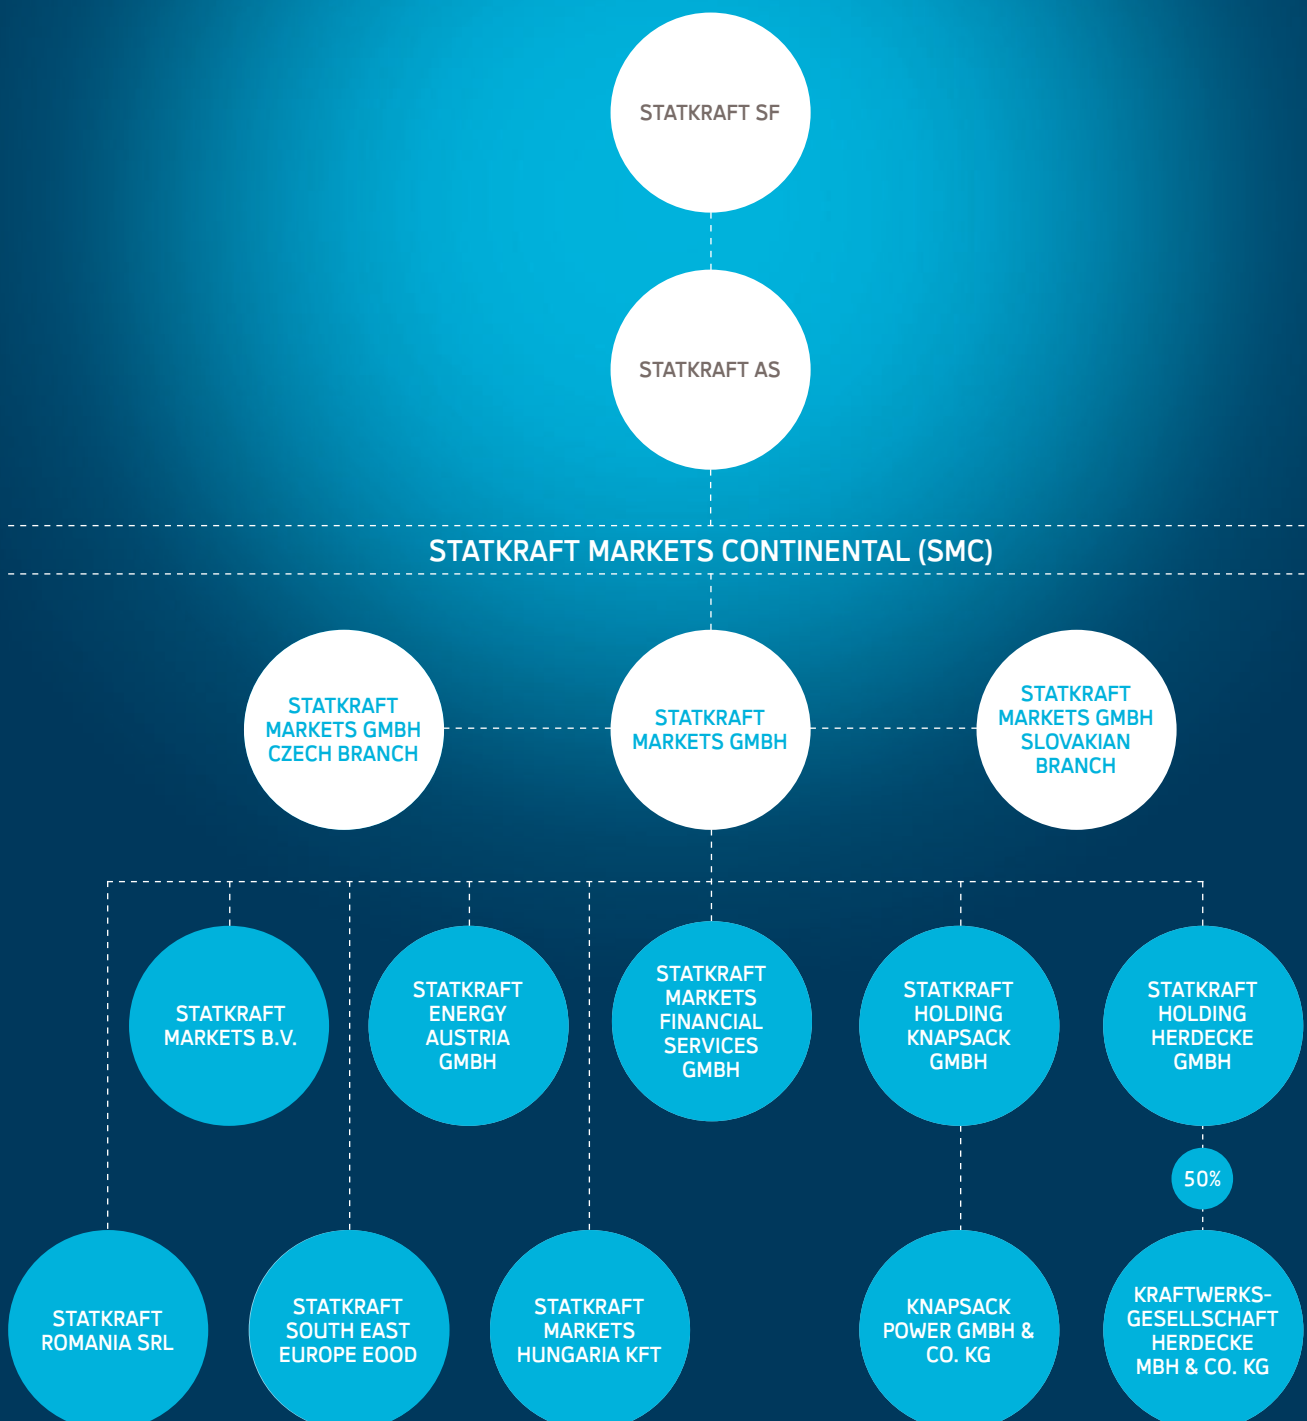 STATKRAFT SF
STATKRAFT AS
STATKRAFT MARKETS CONTINENTAL (SMC)
STATKRAFT
MARKETS GMBH
CZECH BRANCH
STATKRAFT
MARKETS GMBH
STATKRAFT
MARKETS GMBH
SLOVAKIAN
BRANCH
STATKRAFT
MARKETS B.V.
STATKRAFT
ENERGY
AUSTRIA
GMBH
STATKRAFT
MARKETS
FINANCIAL
SERVICES
GMBH
STATKRAFT
HOLDING
KNAPSACK
GMBH
STATKRAFT
HOLDING
HERDECKE
GMBH
50%
STATKRAFT
ROMANIA SRL
STATKRAFT
SOUTH EAST
EUROPE EOOD
STATKRAFT
MARKETS
HUNGARIA KFT
KNAPSACK
POWER GMBH &
CO. KG
KRAFTWERKS-
GESELLSCHAFT
HERDECKE
MBH & CO. KG